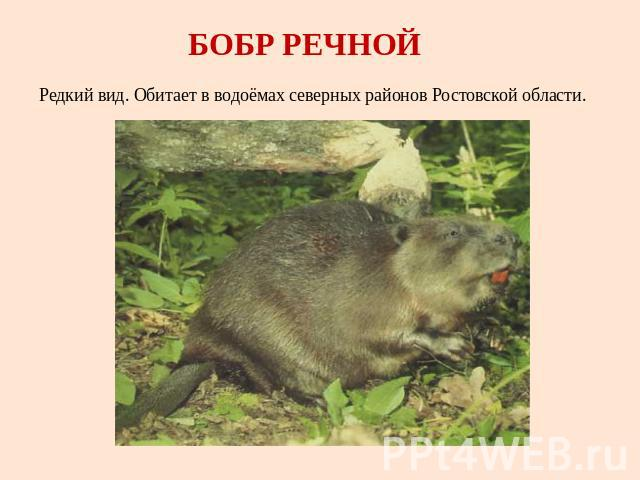 БОБР РЕЧНОЙ
Редкий вид. Обитает в водоёмах северных районов Ростовской области.
PPt4WEB.ru